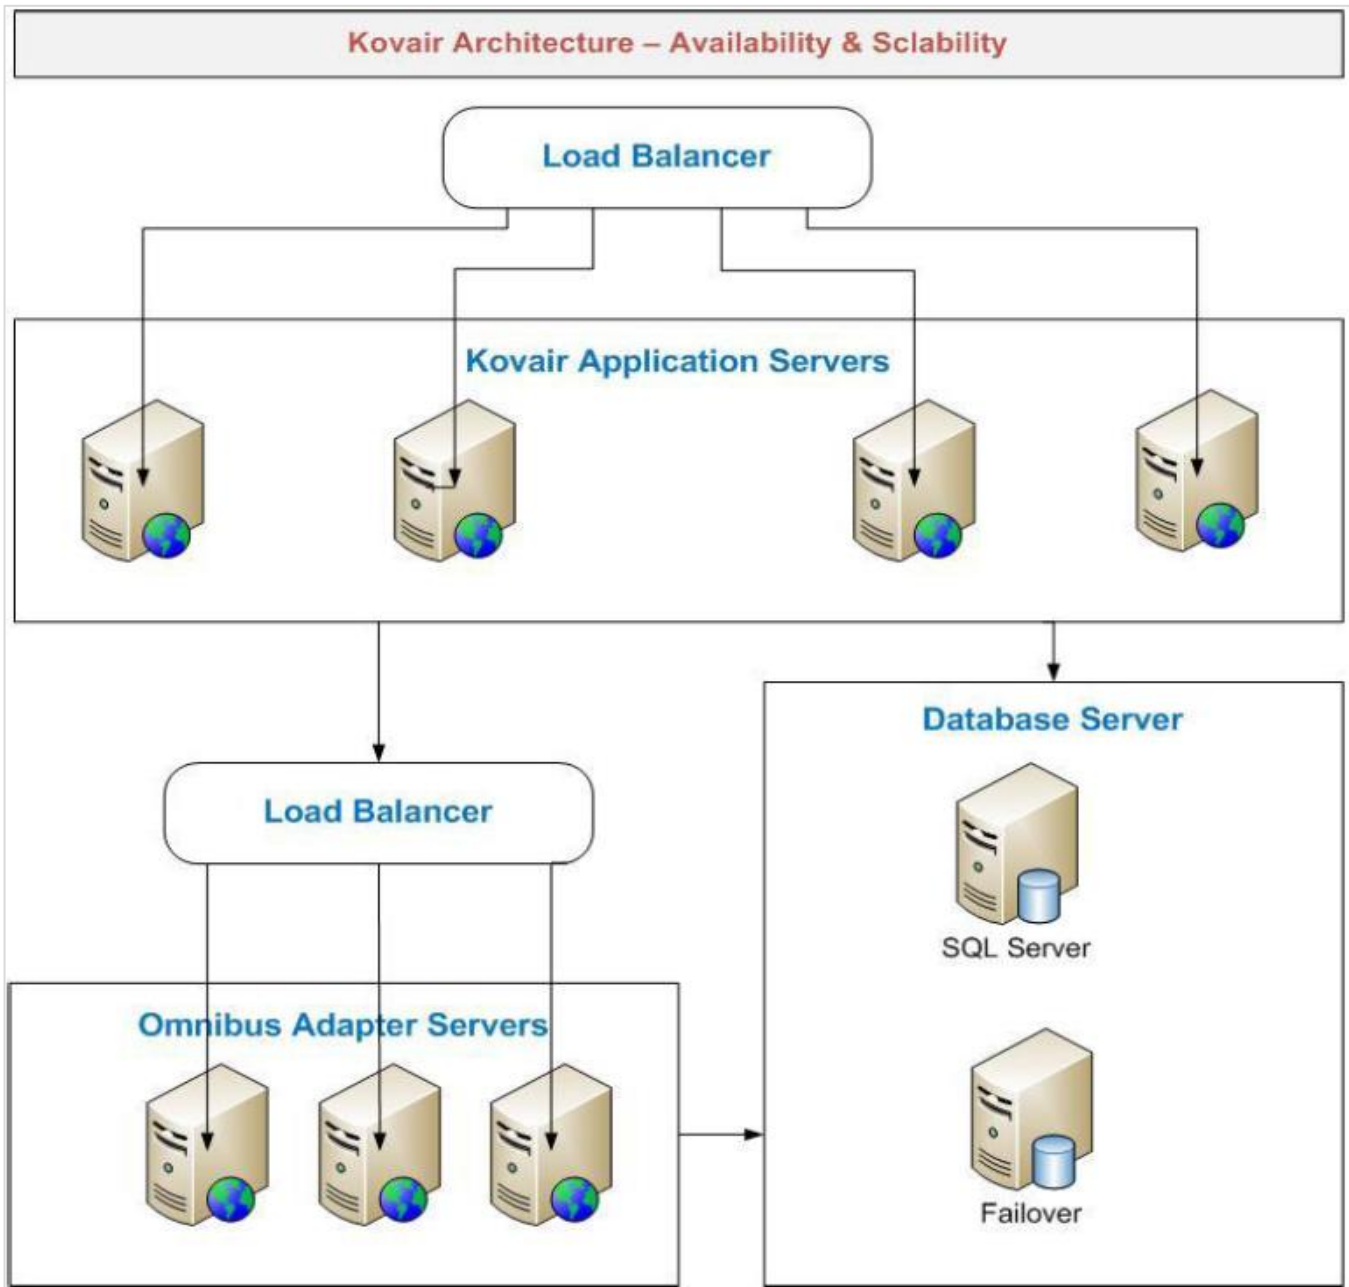 Kovair Architecture – Availability & Sclability
Load Balancer
Kovair Application Servers
Database Server
Load Balancer
SQL Server
Omnibus Adapter Servers
Failover